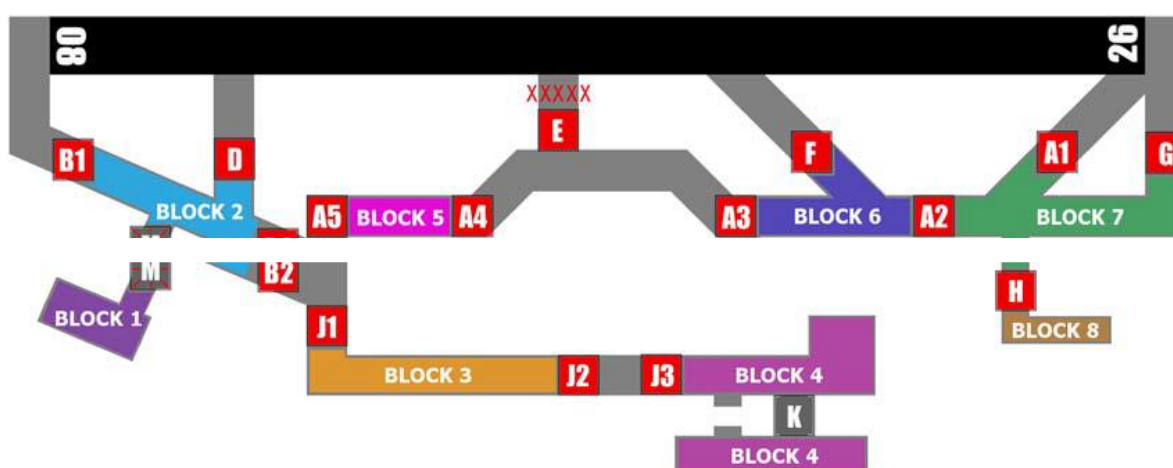 80
26
XXXXX
E
B1
D
F
A1
G
BLOCK 2
A5
BLOCK 5
A4
A3
BLOCK 6
A2
BLOCK 7
M
B2
H
BLOCK 1
J1
BLOCK 8
BLOCK 3
J2
J3
BLOCK 4
K
BLOCK 4